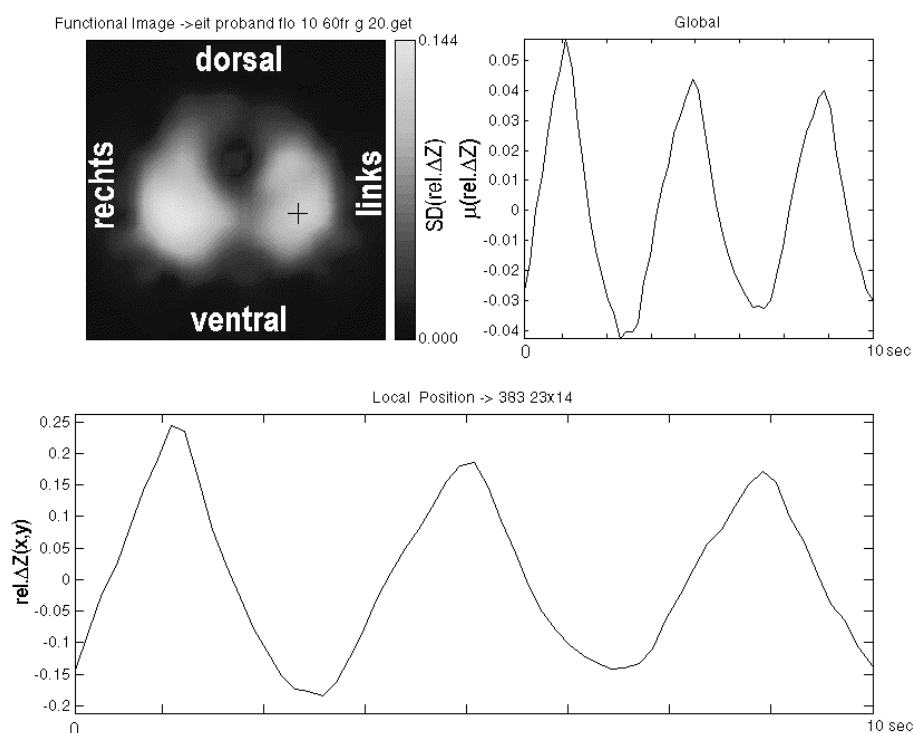 Functional Image ->eit proband flo 10 60fr g 20.get
dorsal
rechts
links
ventral
0.144
0.000
SD(rel.ΔZ)
Global
μ(rel.ΔZ)
0.05
0.04
0.03
0.02
0.01
0
-0.01
-0.02
-0.03
-0.04
0
10 sec
Local Position -> 383 23x14
rel.ΔZ(x,y)
0.25
0.2
0.15
0.1
0.05
0
-0.05
-0.1
-0.15
-0.2
0
10 sec